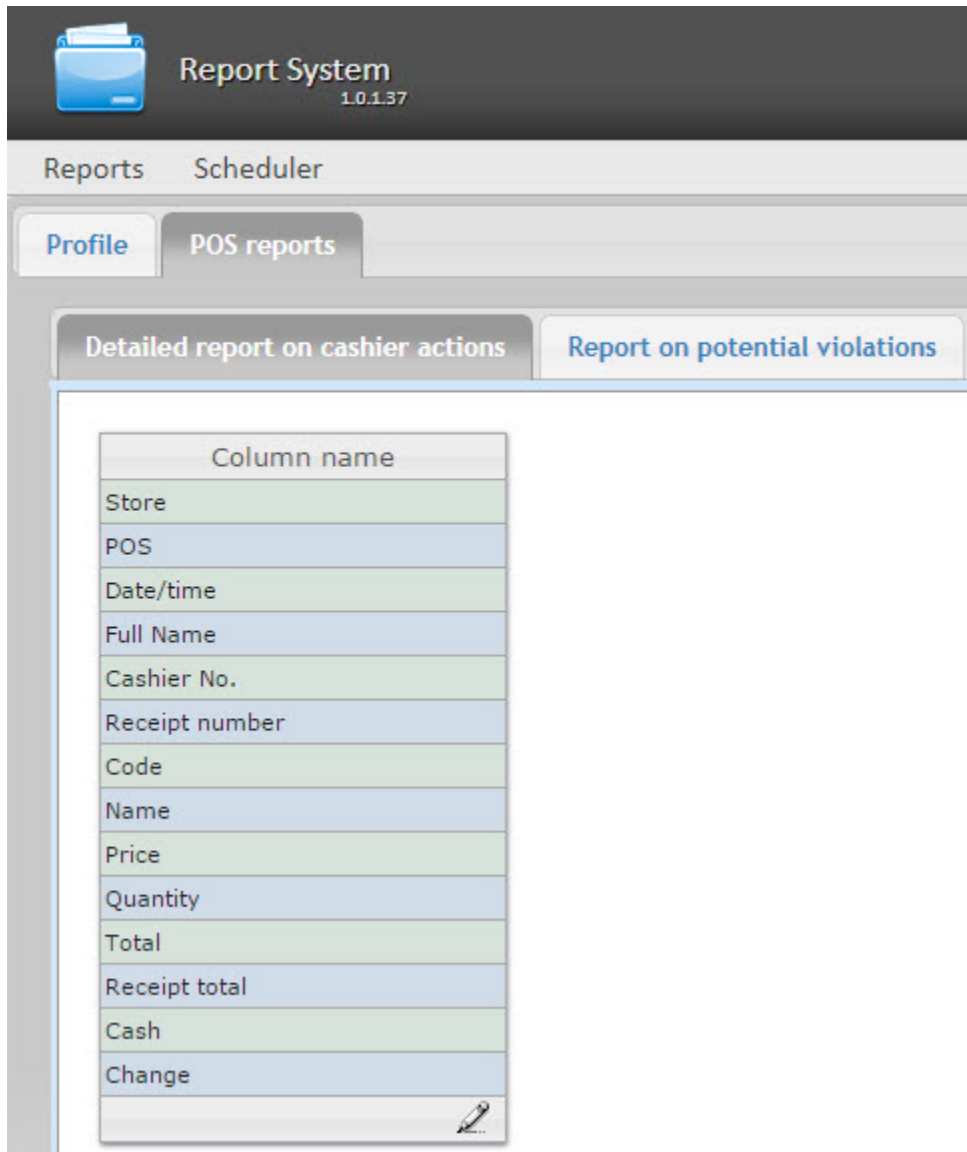 Report System
1.0.1.37
Reports Scheduler
Profile POS reports
Detailed report on cashier actions Report on potential violations
Column name
Store
POS
Date/time
Full Name
Cashier No.
Receipt number
Code
Name
Price
Quantity
Total
Receipt total
Cash
Change